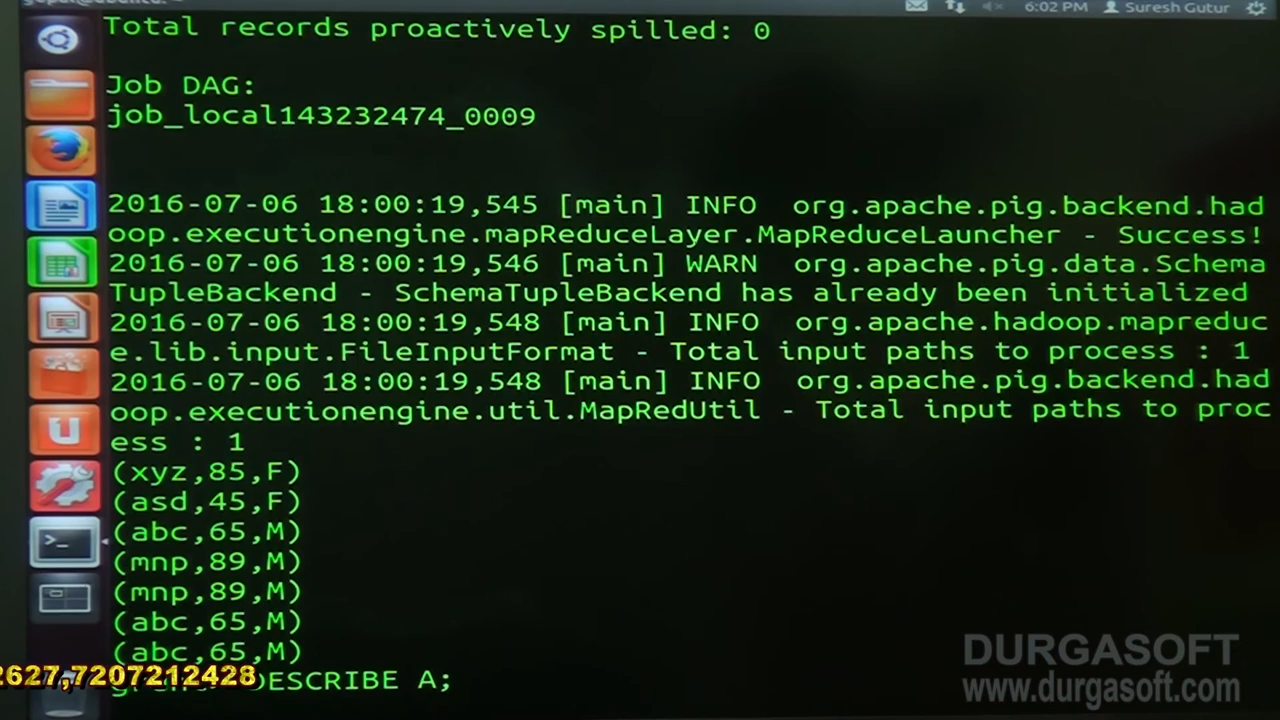 6:02 PM Suresh Gutur
Total records proactively spilled: 0
Job DAG:
job_local143232474_0009
2016-07-06 18:00:19,545 [main] INFO org.apache.pig.backend.had
oop.executionengine.mapReduceLayer.MapReduceLauncher - Success!
2016-07-06 18:00:19,546 [main] WARN org.apache.pig.data.Schema
TupleBackend - SchemaTupleBackend has already been initialized
2016-07-06 18:00:19,548 [main] INFO org.apache.hadoop.mapreduc
e.lib.input.FileInputFormat - Total input paths to process : 1
2016-07-06 18:00:19,548 [main] INFO org.apache.pig.backend.had
oop.executionengine.util.MapRedUtil - Total input paths to proc
ess : 1
(xyz,85,F)
(asd,45,F)
(abc,65,M)
(mnp,89,M)
(mnp,89,M)
(abc,65,M)
(abc,65,M)
DESCRIBE A;
2627,7207212428
DURGASOFT
www.durgasoft.com